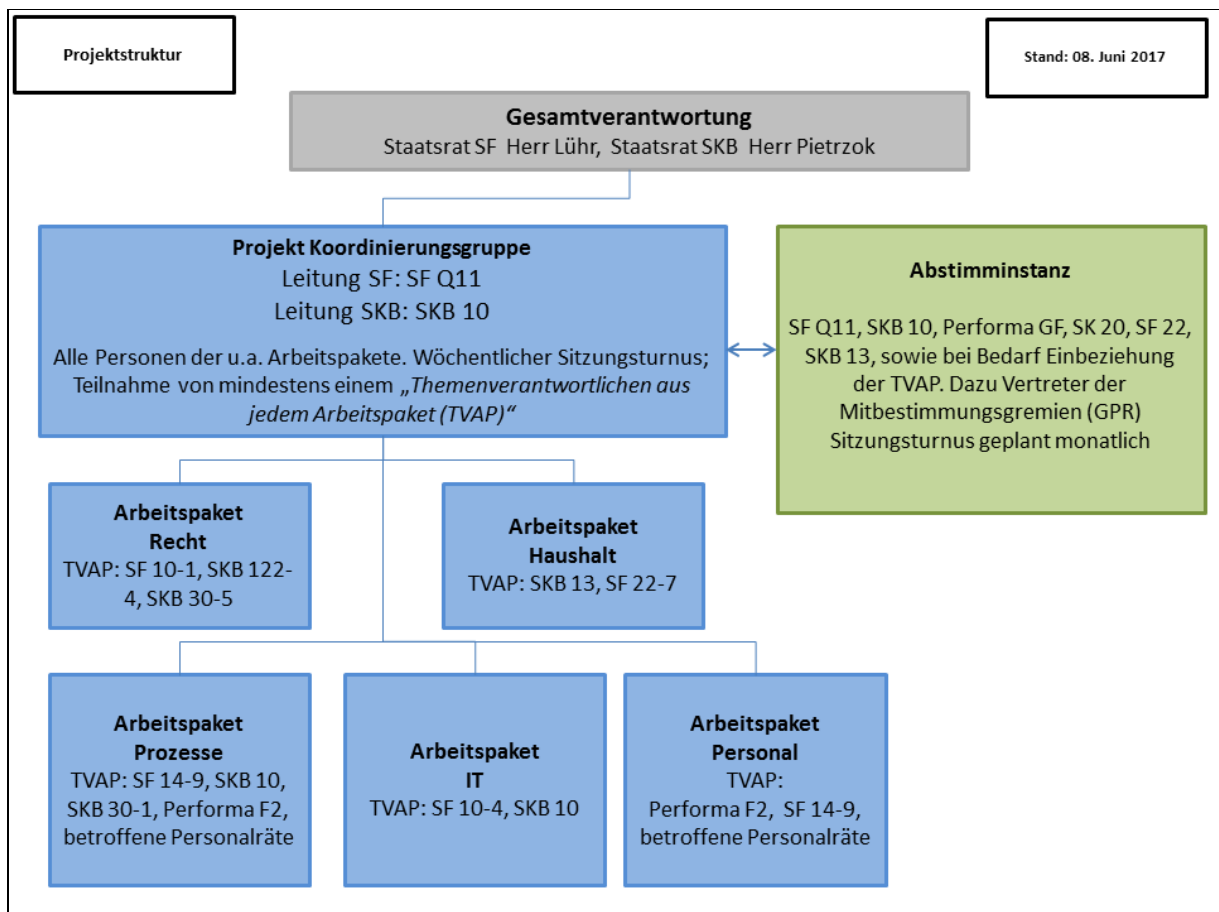 Projektstruktur
Stand: 08. Juni 2017
Gesamtverantwortung
Staatsrat SF Herr Lühr, Staatsrat SKB Herr Pietrzok
Projekt Koordinierungsgruppe
Leitung SF: SF Q11
Leitung SKB: SKB 10
Alle Personen der u.a. Arbeitspakete. Wöchentlicher Sitzungsturnus;
Teilnahme von mindestens einem „Themenverantwortlichen aus
jedem Arbeitspaket (TVAP)“
Abstimminstanz
SF Q11, SKB 10, Performa GF, SK 20, SF 22,
SKB 13, sowie bei Bedarf Einbeziehung
der TVAP. Dazu Vertreter der
Mitbestimmungsgremien (GPR)
Sitzungsturnus geplant monatlich
Arbeitspaket
Recht
TVAP: SF 10-1, SKB 122-
4, SKB 30-5
Arbeitspaket
Haushalt
TVAP: SKB 13, SF 22-7
Arbeitspaket
Prozesse
TVAP: SF 14-9, SKB 10,
SKB 30-1, Performa F2,
betroffene Personalräte
Arbeitspaket
IT
TVAP: SF 10-4, SKB 10
Arbeitspaket
Personal
TVAP:
Performa F2, SF 14-9,
betroffene Personalräte